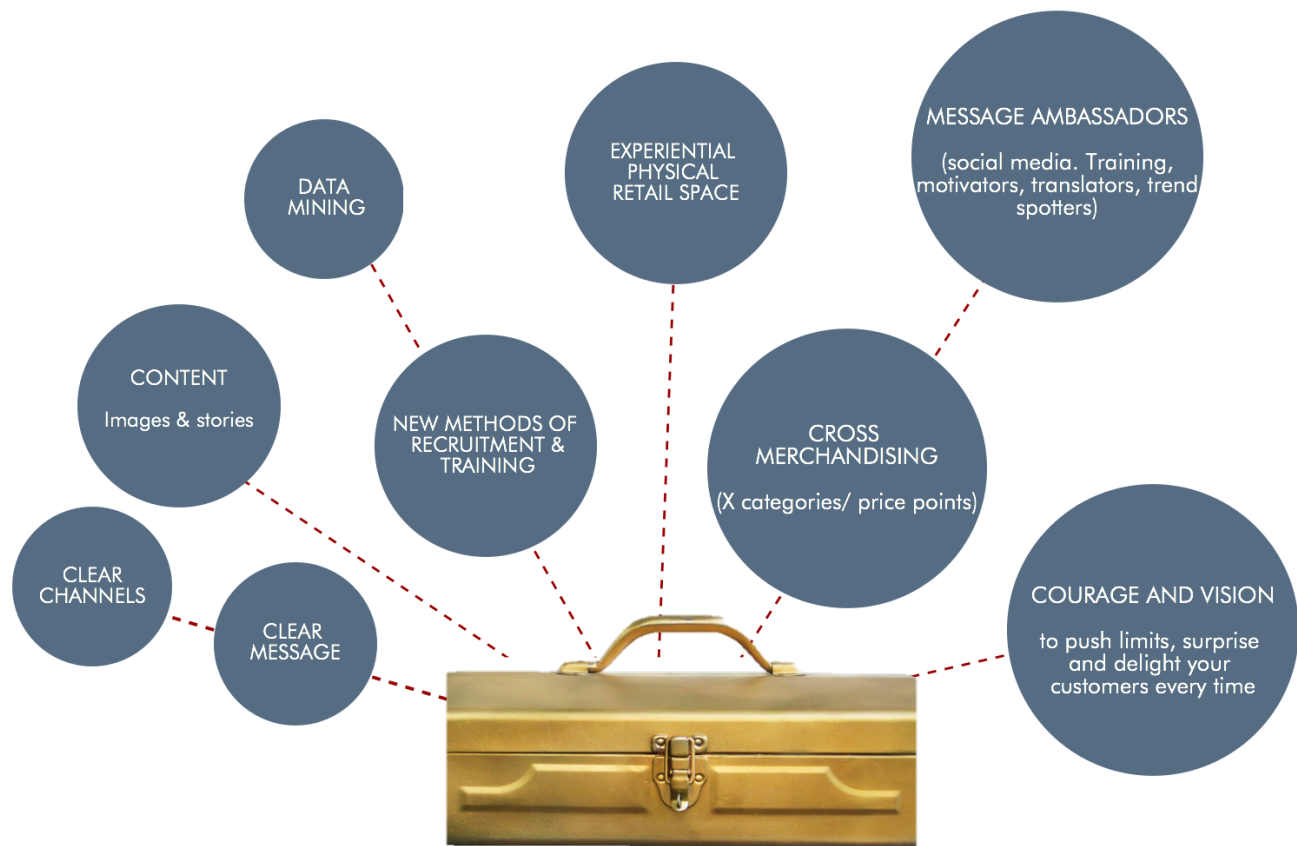 DATA
MINING
EXPERIENTIAL
PHYSICAL
RETAIL SPACE
MESSAGE AMBASSADORS
(social media. Training,
motivators, translators, trend
spotters)
CONTENT
Images & stories
NEW METHODS OF
RECRUITMENT &
TRAINING
CROSS
MERCHANDISING
(X categories/ price points)
CLEAR
CHANNELS
CLEAR
MESSAGE
COURAGE AND VISION
to push limits, surprise
and delight your
customers every time